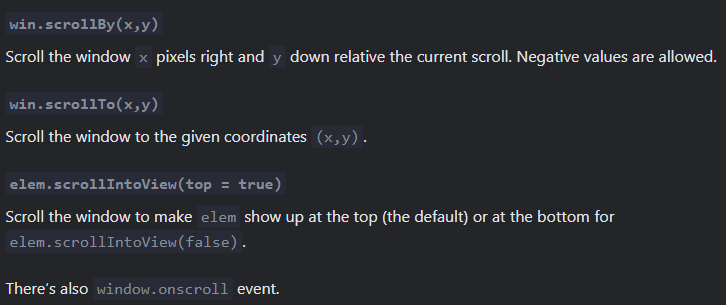 win.scrollBy(x,y)
Scroll the window x pixels right and y down relative the current scroll. Negative values are allowed.
win.scrollTo(x,y)
Scroll the window to the given coordinates (x,y).
elem.scrollIntoView(top = true)
Scroll the window to make elem show up at the top (the default) or at the bottom for
elem.scrollIntoView(false).
There’s also window.onscroll event.